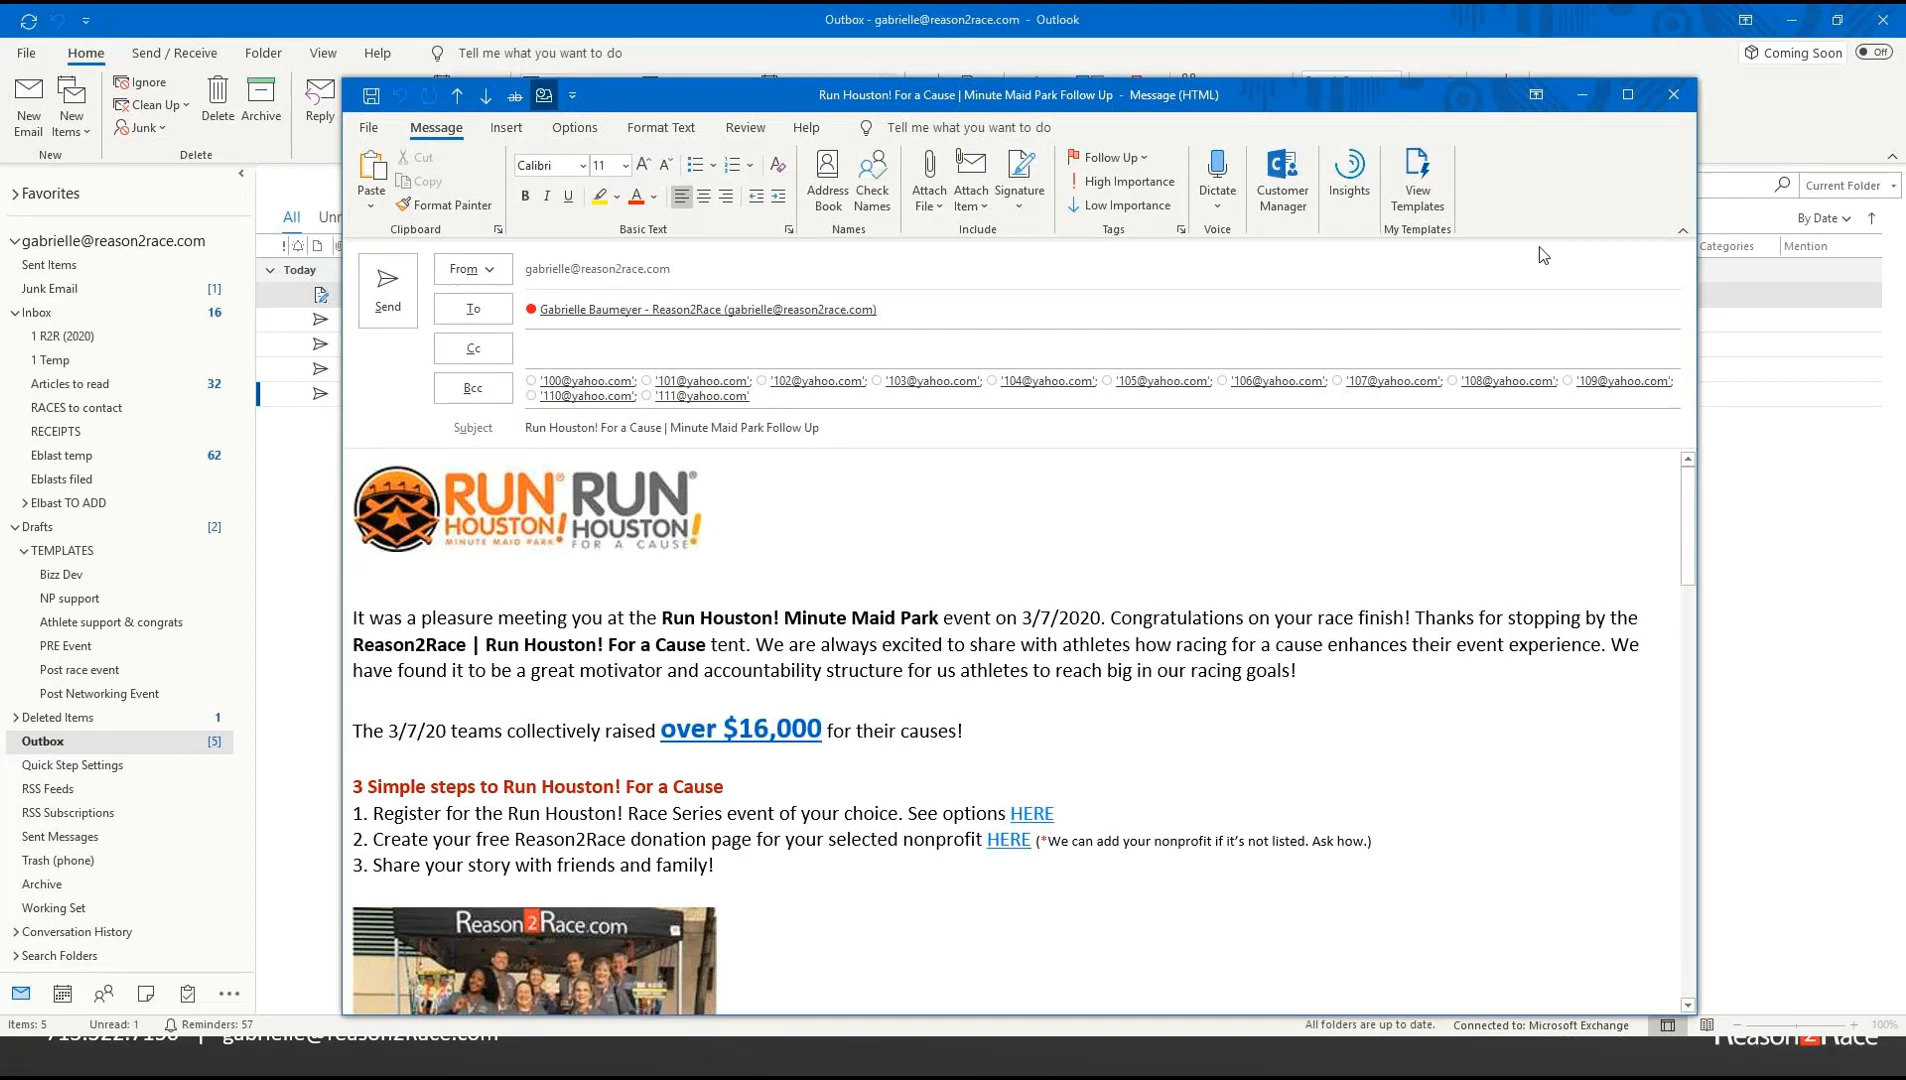 Outbox - gabrielle@reason2race.com - Outlook
File Home Send / Receive Folder View Help Tell me what you want to do Coming Soon Off
New Email New Items Ignore Clean Up Junk Delete Archive Reply
New Delete
Run Houston! For a Cause | Minute Maid Park Follow Up - Message (HTML)
File Message Insert Options Format Text Review Help Tell me what you want to do
Paste Cut Copy Format Painter
Calibri 11
B I U
Address Book Check Names Attach File Attach Item Signature Follow Up High Importance Low Importance Dictate Customer Manager Insights View Templates
Clipboard Basic Text Names Include Tags Voice My Templates
Current Folder
All By Date
Categories Mention
Today
Favorites
gabrielle@reason2race.com
Sent Items
Junk Email [1]
Inbox 16
1 R2R (2020)
1 Temp
Articles to read 32
RACES to contact
RECEIPTS
Eblast temp 62
Eblasts filed
Elbast TO ADD
Drafts [2]
TEMPLATES
Bizz Dev
NP support
Athlete support & congrats
PRE Event
Post race event
Post Networking Event
Deleted Items 1
Outbox [5]
Quick Step Settings
RSS Feeds
RSS Subscriptions
Sent Messages
Trash (phone)
Archive
Working Set
Conversation History
Search Folders
Send
From gabrielle@reason2race.com
To Gabrielle Baumeyer - Reason2Race (gabrielle@reason2race.com)
Cc
Bcc '100@yahoo.com'; '101@yahoo.com'; '102@yahoo.com'; '103@yahoo.com'; '104@yahoo.com'; '105@yahoo.com'; '106@yahoo.com'; '107@yahoo.com'; '108@yahoo.com'; '109@yahoo.com';
'110@yahoo.com'; '111@yahoo.com'
Subject Run Houston! For a Cause | Minute Maid Park Follow Up
RUN HOUSTON! MINUTE MAID PARK
RUN HOUSTON! FOR A CAUSE
It was a pleasure meeting you at the Run Houston! Minute Maid Park event on 3/7/2020. Congratulations on your race finish! Thanks for stopping by the
Reason2Race | Run Houston! For a Cause tent. We are always excited to share with athletes how racing for a cause enhances their event experience. We
have found it to be a great motivator and accountability structure for us athletes to reach big in our racing goals!
The 3/7/20 teams collectively raised over $16,000 for their causes!
3 Simple steps to Run Houston! For a Cause
1. Register for the Run Houston! Race Series event of your choice. See options HERE
2. Create your free Reason2Race donation page for your selected nonprofit HERE (*We can add your nonprofit if it's not listed. Ask how.)
3. Share your story with friends and family!
Reason2Race.com
Items: 5 Unread: 1 Reminders: 57 All folders are up to date. Connected to: Microsoft Exchange 100%
gabrielle@reason2Race.com Reason2Race